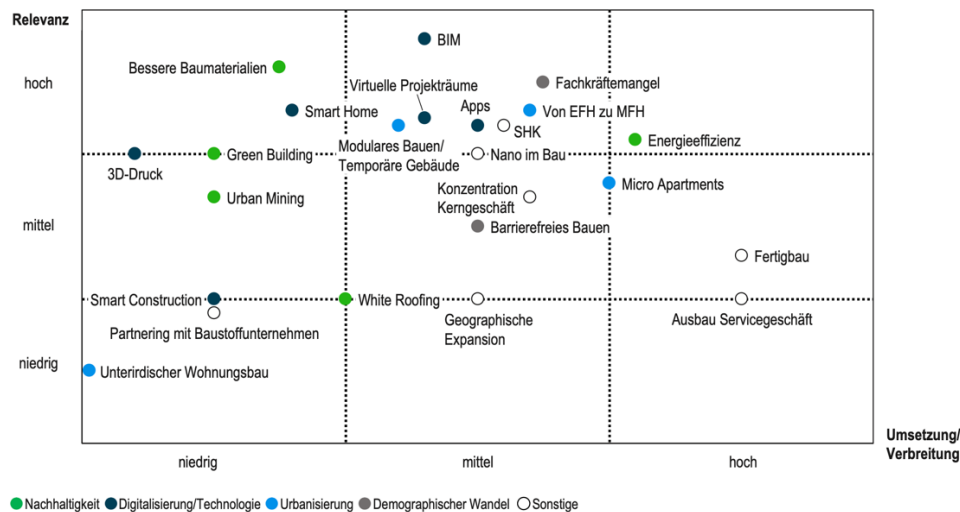 Relevanz
BIM
Bessere Baumaterialien
hoch
Virtuelle Projekträume
Fachkräftemangel
Smart Home
Apps
Von EFH zu MFH
SHK
Energieeffizienz
Modulares Bauen/
Temporäre Gebäude
Green Building
Nano im Bau
3D-Druck
Micro Apartments
Urban Mining
Konzentration
Kerngeschäft
mittel
Barrierefreies Bauen
Fertigbau
Smart Construction
White Roofing
Geographische
Expansion
Ausbau Servicegeschäft
Partnering mit Baustoffunternehmen
niedrig
Unterirdischer Wohnungsbau
Umsetzung/
Verbreitung
niedrig
mittel
hoch
Nachhaltigkeit Digitalisierung/Technologie Urbanisierung Demographischer Wandel Sonstige